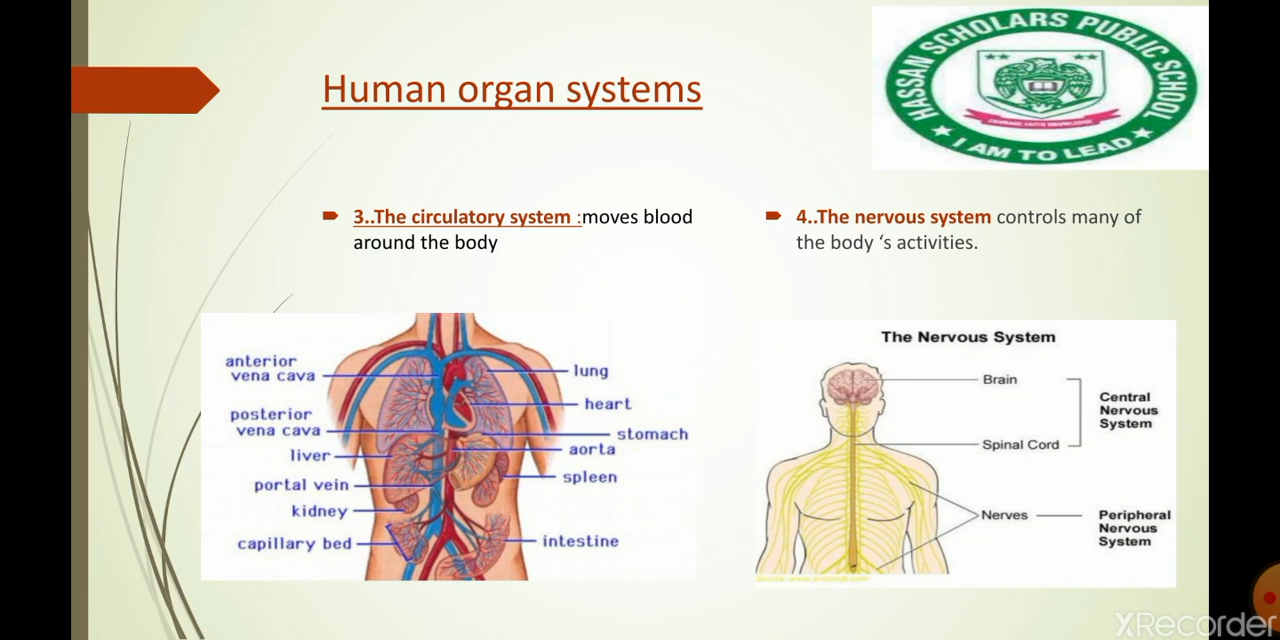 HASSAN SCHOLARS PUBLIC SCHOOL
I AM TO LEAD
Human organ systems
3..The circulatory system :moves blood
around the body
4..The nervous system controls many of
the body ‘s activities.
anterior
vena cava
posterior
vena cava
liver
portal vein
kidney
capillary bed
lung
heart
stomach
aorta
spleen
intestine
The Nervous System
Brain
Spinal Cord
Central
Nervous
System
Nerves
Peripheral
Nervous
System
XRecorder